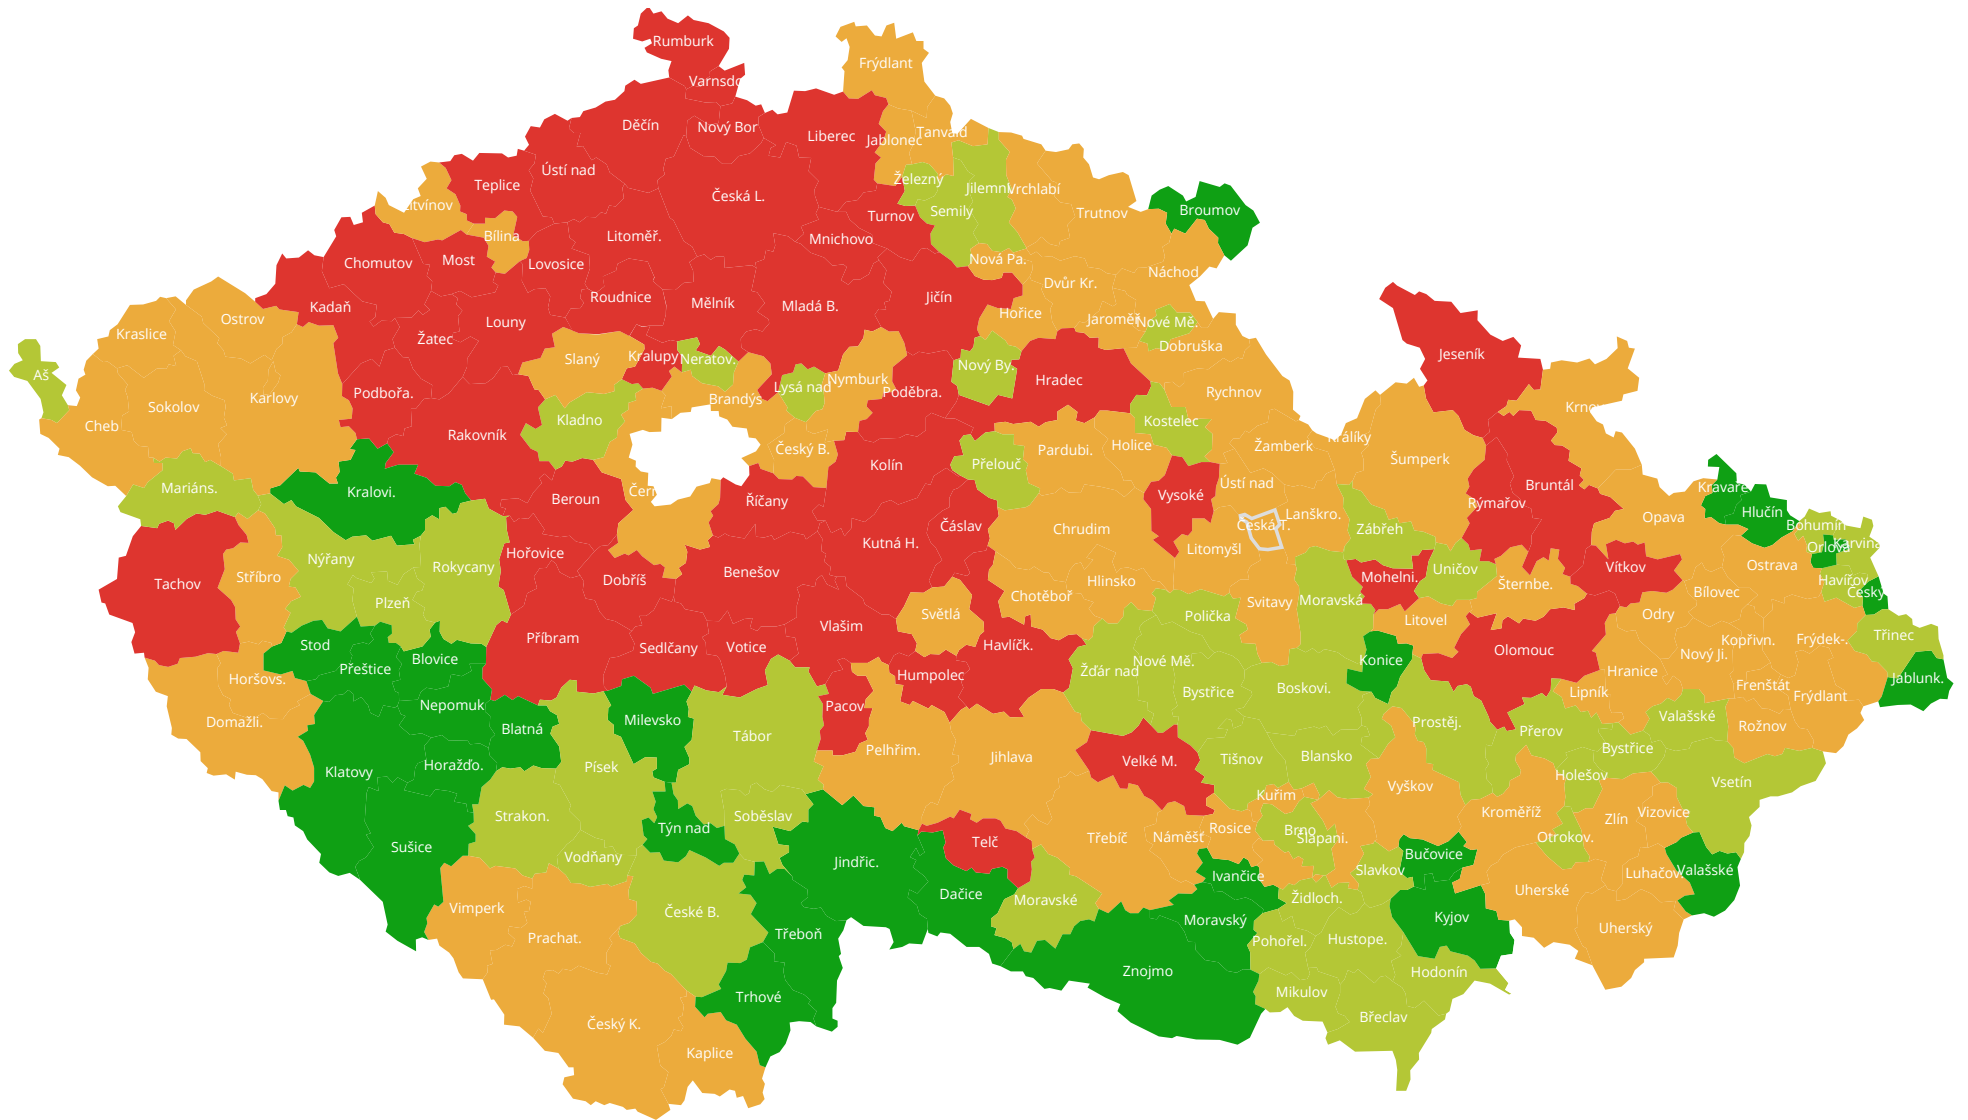 Rumburk
Frýdlant
Varnsdo
Děčín
Nový Bor
Liberec
Jablonec
Tanvald
Teplice
Ústí nad
Česká L.
Železný
Jilemni
Vrchlabí
Litvínov
Turnov
Semily
Trutnov
Broumov
Bílina
Litoměř.
Mnichovo
Chomutov
Most
Lovosice
Nová Pa.
Náchod
Kadaň
Roudnice
Mělník
Mladá B.
Jičín
Dvůr Kr.
Ostrov
Kraslice
Louny
Hořice
Jaroměř
Nové Mě.
Žatec
Dobruška
Jeseník
Aš
Slaný
Kralupy
Neratov.
Nový By.
Hradec
Karlovy
Podbořa.
Lysá nad
Nymburk
Poděbra.
Rychnov
Sokolov
Brandýs
Krnov
Cheb
Rakovník
Kladno
Český B.
Kostelec
Kolín
Přelouč
Pardubi.
Holice
Žamberk
Králíky
Šumperk
Mariáns.
Kralovi.
Beroun
Říčany
Vysoké
Ústí nad
Bruntál
Rýmařov
Kravaře
Hlučín
Čáslav
Chrudim
Česká T.
Lanškro.
Zábřeh
Opava
Bohumín
Hořovice
Kutná H.
Litomyšl
Orlová
Karviná
Tachov
Stříbro
Nýřany
Rokycany
Dobříš
Benešov
Hlinsko
Mohelni.
Uničov
Šternbe.
Vítkov
Ostrava
Havířov
Český
Plzeň
Světlá
Chotěboř
Svitavy
Moravská
Bílovec
Stod
Příbram
Sedlčany
Votice
Vlašim
Havlíčk.
Polička
Litovel
Odry
Kopřivn.
Frýdek-.
Třinec
Přeštice
Blovice
Humpolec
Žďár nad
Nové Mě.
Konice
Olomouc
Nový Ji.
Jablunk.
Horšovs.
Nepomuk
Pacov
Bystřice
Boskovi.
Lipník
Hranice
Frenštát
Frýdlant
Domažli.
Blatná
Milevsko
Tábor
Prostěj.
Přerov
Valašské
Rožnov
Klatovy
Horažďo.
Písek
Pelhřim.
Jihlava
Velké M.
Tišnov
Blansko
Bystřice
Holešov
Vsetín
Strakon.
Týn nad
Soběslav
Kuřim
Vyškov
Kroměříž
Zlín
Vizovice
Sušice
Vodňany
Jindřic.
Telč
Třebíč
Náměšť
Rosice
Brno
Šlapani.
Otrokov.
Bučovice
Slavkov
Luhačov
Valašské
Vimperk
České B.
Dačice
Moravské
Ivančice
Židloch.
Uherské
Prachat.
Třeboň
Moravský
Pohořel.
Hustope.
Kyjov
Uherský
Trhové
Znojmo
Mikulov
Hodonín
Český K.
Břeclav
Kaplice